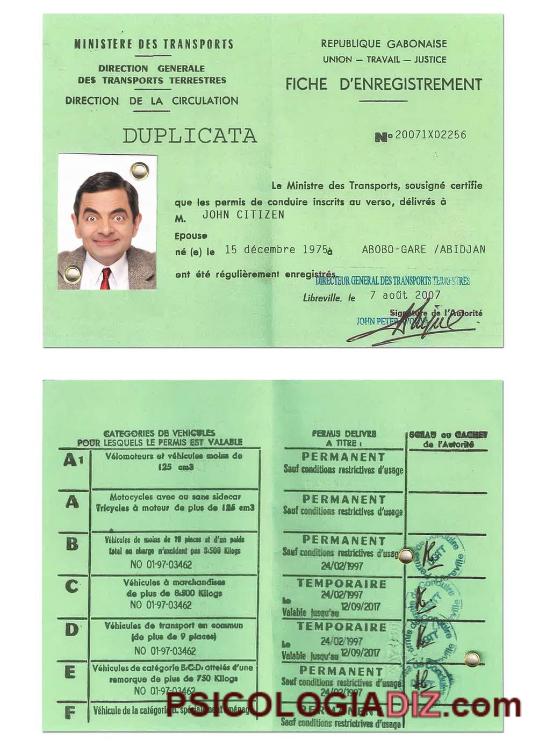 MINISTERE DES TRANSPORTS
DIRECTION GENERALE
DES TRANSPORTS TERRESTRES
DIRECTION DE LA CIRCULATION
REPUBLIQUE GABONAISE
UNION — TRAVAIL — JUSTICE
FICHE D'ENREGISTREMENT
DUPLICATA
No 20071X02256
Le Ministre des Transports, sousigné certifie
que les permis de conduire inscrits au verso, délivrés à
M. JOHN CITIZEN
Epouse
né (e) le 15 décembre 1975 à ABOBO-GARE /ABIDJAN
ont été régulièrement enregistrés
DIRECTEUR GENERAL DES TRANSPORTS TERRESTRES
Libreville, le 7 août 2007
Signature de l'Autorité
JOHN PETER
CATEGORIES DE VEHICULES
POUR LESQUELS LE PERMIS EST VALABLE
PERMIS DELIVRE
A TITRE :
SCEAU ou CACHET
de l'Autorité
A1 Vélomoteurs et véhicules moins de
125 cm3
PERMANENT
Sauf conditions restrictives d'usage
A Motocycles avec ou sans sidecar
Tricycles à moteur de plus de 125 cm3
PERMANENT
Sauf conditions restrictives d'usage
B Véhicules de moins de 10 places et d'un poids
total en charge n'excédant pas 3.500 Kilogs
NO 01-97-03462
PERMANENT
Sauf conditions restrictives d'usage
24/02/1997
C Véhicules à marchandises
de plus de 3.500 Kilogs
NO 01-97-03462
TEMPORAIRE
Le 24/02/1997
Valable jusqu'au 12/09/2017
D Véhicules de transport en commun
(de plus de 9 places)
NO 01-97-03462
TEMPORAIRE
Le 24/02/1997
Valable jusqu'au 12/09/2017
E Véhicules de catégorie B.C.D. attelés d'une
remorque de plus de 750 Kilogs
NO 01-97-03462
PERMANENT
Sauf conditions restrictives d'usage
24/02/1997
F Véhicule de la catégorie
Sauf conditions restrictives d'usage
PSICOLOGIADIZ.com